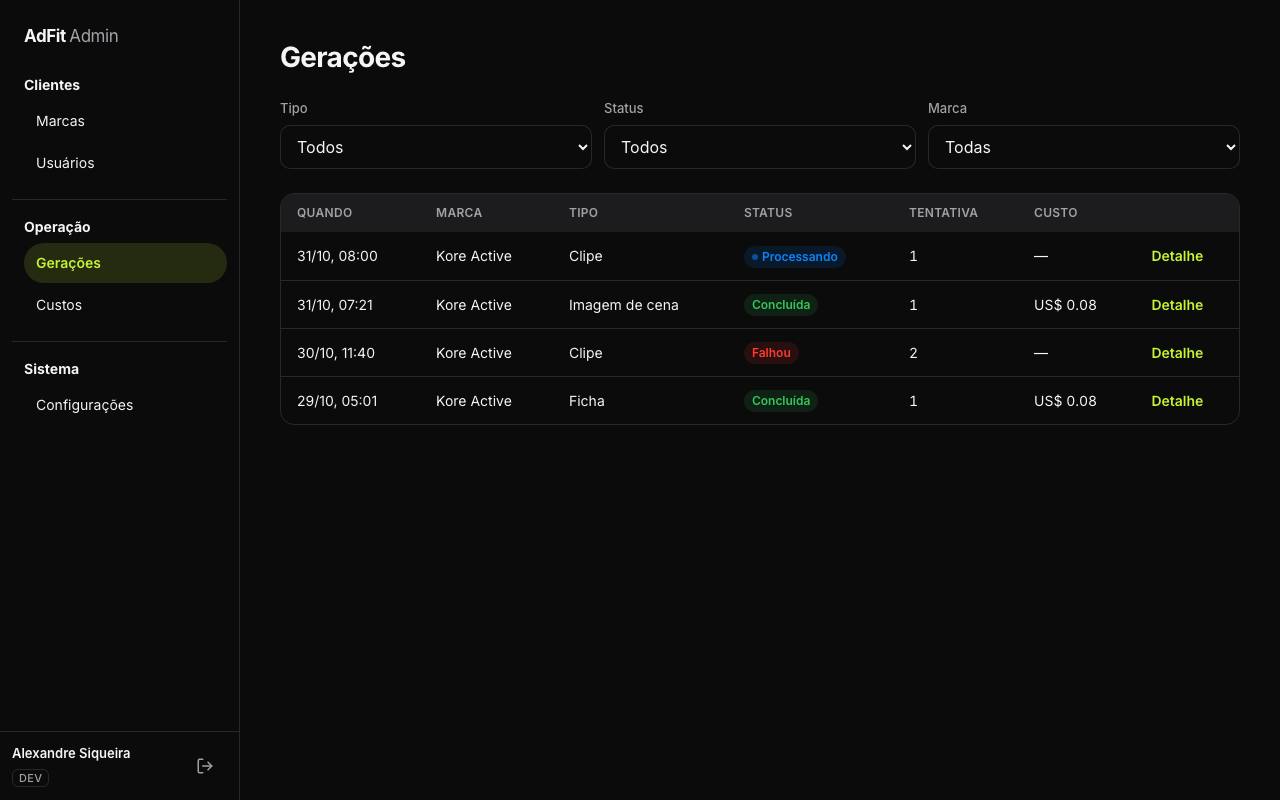 AdFit Admin
Clientes
Marcas
Usuários
Operação
Gerações
Custos
Sistema
Configurações
Alexandre Siqueira
DEV
Gerações
Tipo Status Marca
Todos Todos Todas
QUANDO MARCA TIPO STATUS TENTATIVA CUSTO
31/10, 08:00 Kore Active Clipe Processando 1 — Detalhe
31/10, 07:21 Kore Active Imagem de cena Concluída 1 US$ 0.08 Detalhe
30/10, 11:40 Kore Active Clipe Falhou 2 — Detalhe
29/10, 05:01 Kore Active Ficha Concluída 1 US$ 0.08 Detalhe